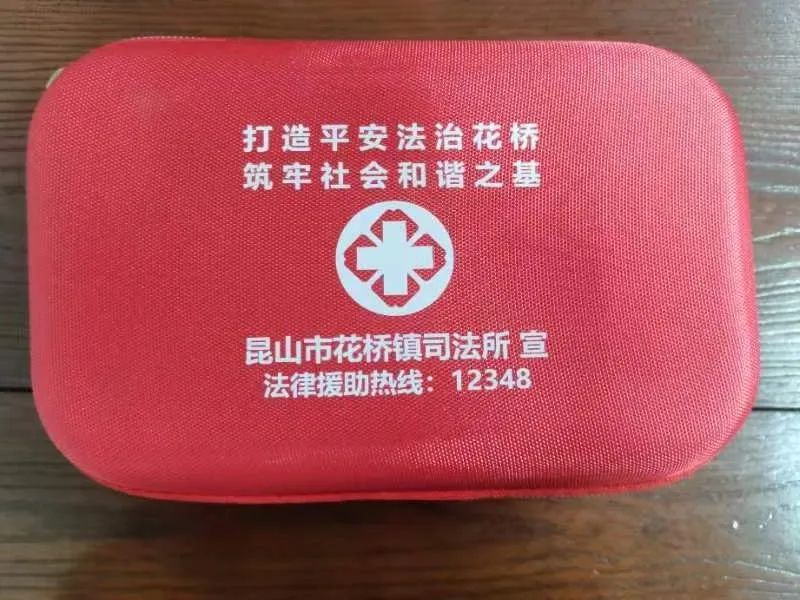 打造平安法治花桥
筑牢社会和谐之基
昆山市花桥镇司法所 宣
法律援助热线：12348